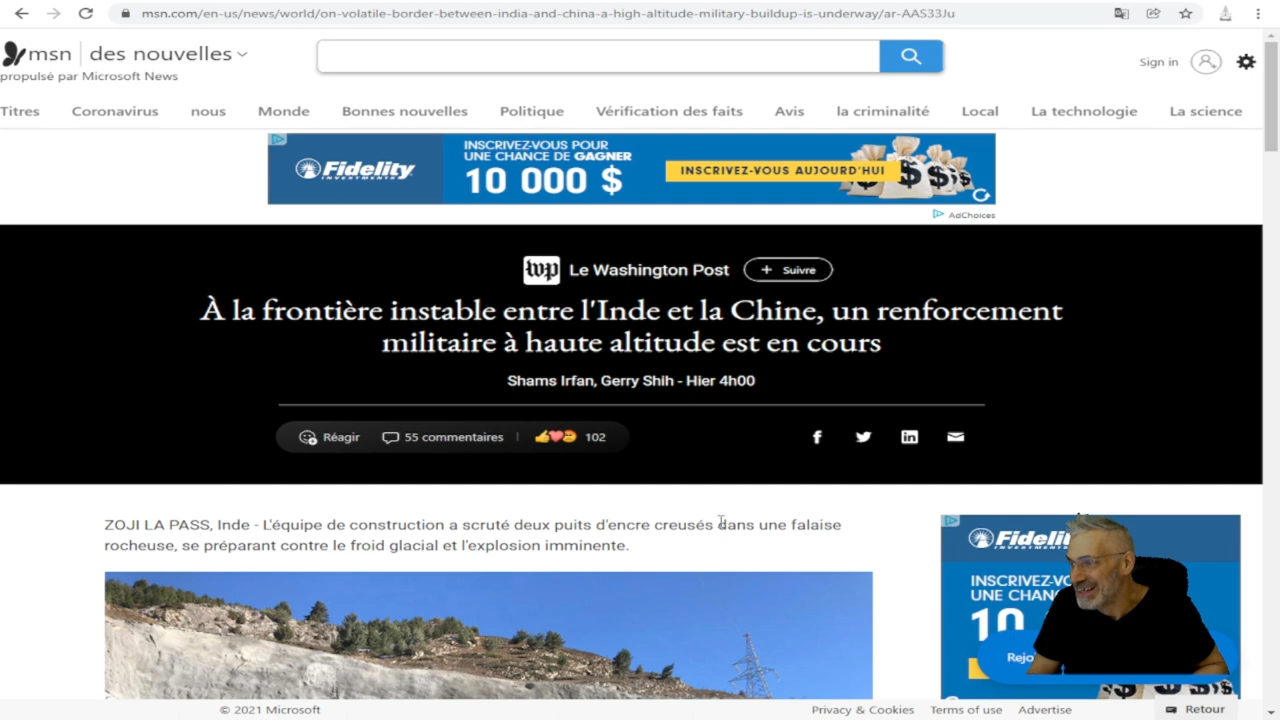 msn.com/en-us/news/world/on-volatile-border-between-india-and-china-a-high-altitude-military-buildup-is-underway/ar-AAS33Ju
msn | des nouvelles
propulsé par Microsoft News
Sign in
Titres Coronavirus nous Monde Bonnes nouvelles Politique Vérification des faits Avis la criminalité Local La technologie La science
Fidelity
INVESTMENTS
INSCRIVEZ-VOUS POUR
UNE CHANCE DE GAGNER
10 000 $
INSCRIVEZ-VOUS AUJOURD'HUI
AdChoices
wp Le Washington Post + Suivre
À la frontière instable entre l'Inde et la Chine, un renforcement
militaire à haute altitude est en cours
Shams Irfan, Gerry Shih - Hier 4h00
Réagir 55 commentaires 102
ZOJI LA PASS, Inde - L'équipe de construction a scruté deux puits d'encre creusés dans une falaise
rocheuse, se préparant contre le froid glacial et l'explosion imminente.
INSCRIVEZ-VO
UNE CHAN
10
Rejo
© 2021 Microsoft
Privacy & Cookies Terms of use Advertise Retour